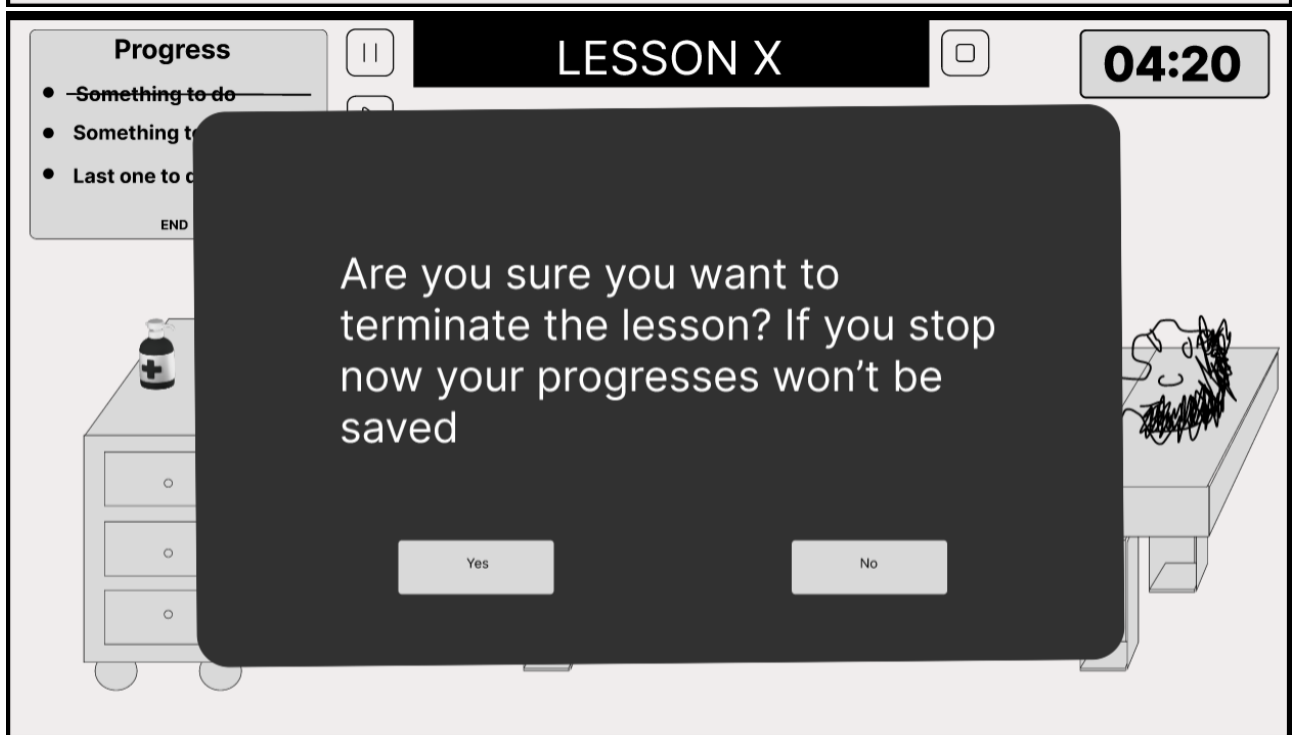 Progress
LESSON X
04:20
Something to do
Something
Last one to
END
Are you sure you want to
terminate the lesson? If you stop
now your progresses won't be
saved
Yes
No